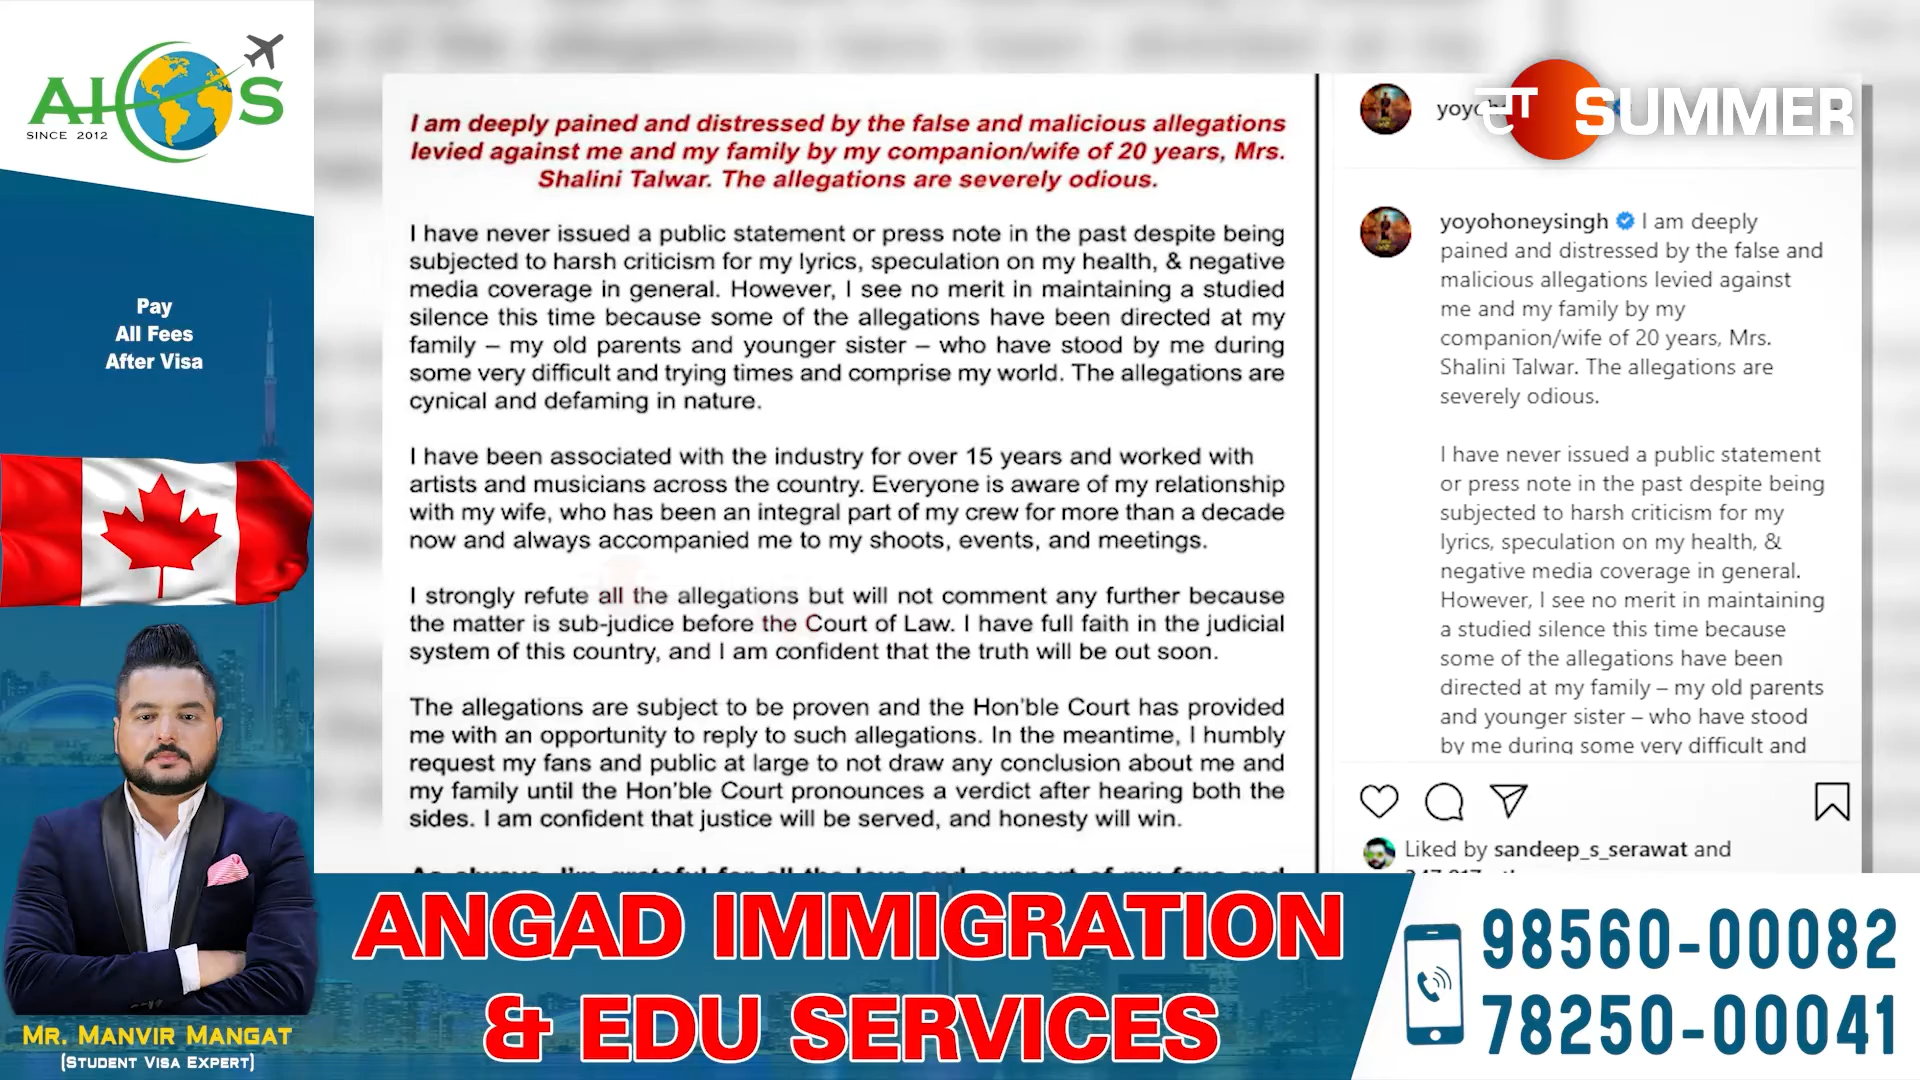 AIOS
SINCE 2012
Pay
All Fees
After Visa
MR. MANVIR MANGAT
(STUDENT VISA EXPERT)
I am deeply pained and distressed by the false and malicious allegations
levied against me and my family by my companion/wife of 20 years, Mrs.
Shalini Talwar. The allegations are severely odious.
I have never issued a public statement or press note in the past despite being
subjected to harsh criticism for my lyrics, speculation on my health, & negative
media coverage in general. However, I see no merit in maintaining a studied
silence this time because some of the allegations have been directed at my
family – my old parents and younger sister – who have stood by me during
some very difficult and trying times and comprise my world. The allegations are
cynical and defaming in nature.
I have been associated with the industry for over 15 years and worked with
artists and musicians across the country. Everyone is aware of my relationship
with my wife, who has been an integral part of my crew for more than a decade
now and always accompanied me to my shoots, events, and meetings.
I strongly refute all the allegations but will not comment any further because
the matter is sub-judice before the Court of Law. I have full faith in the judicial
system of this country, and I am confident that the truth will be out soon.
The allegations are subject to be proven and the Hon'ble Court has provided
me with an opportunity to reply to such allegations. In the meantime, I humbly
request my fans and public at large to not draw any conclusion about me and
my family until the Hon'ble Court pronounces a verdict after hearing both the
sides. I am confident that justice will be served, and honesty will win.
As always, I'm grateful for all the love and support of my fans and
SUMMER
yoyohoneysingh I am deeply
pained and distressed by the false and
malicious allegations levied against
me and my family by my
companion/wife of 20 years, Mrs.
Shalini Talwar. The allegations are
severely odious.
I have never issued a public statement
or press note in the past despite being
subjected to harsh criticism for my
lyrics, speculation on my health, &
negative media coverage in general.
However, I see no merit in maintaining
a studied silence this time because
some of the allegations have been
directed at my family – my old parents
and younger sister – who have stood
by me during some very difficult and
Liked by sandeep_s_serawat and
ANGAD IMMIGRATION
& EDU SERVICES
98560-00082
78250-00041